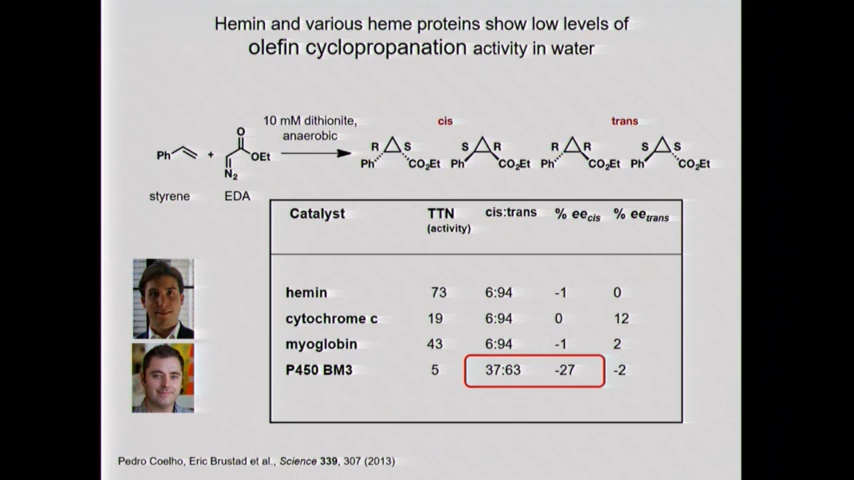 Hemin and various heme proteins show low levels of
olefin cyclopropanation activity in water
10 mM dithionite,
anaerobic
cis
trans
Ph
+
O
OEt
N2
R S
Ph CO2Et
S R
Ph CO2Et
R R
Ph CO2Et
S S
Ph CO2Et
styrene
EDA
Catalyst TTN cis:trans % eecis % eetrans
(activity)
hemin 73 6:94 -1 0
cytochrome c 19 6:94 0 12
myoglobin 43 6:94 -1 2
P450 BM3 5 37:63 -27 -2
Pedro Coelho, Eric Brustad et al., Science 339, 307 (2013)